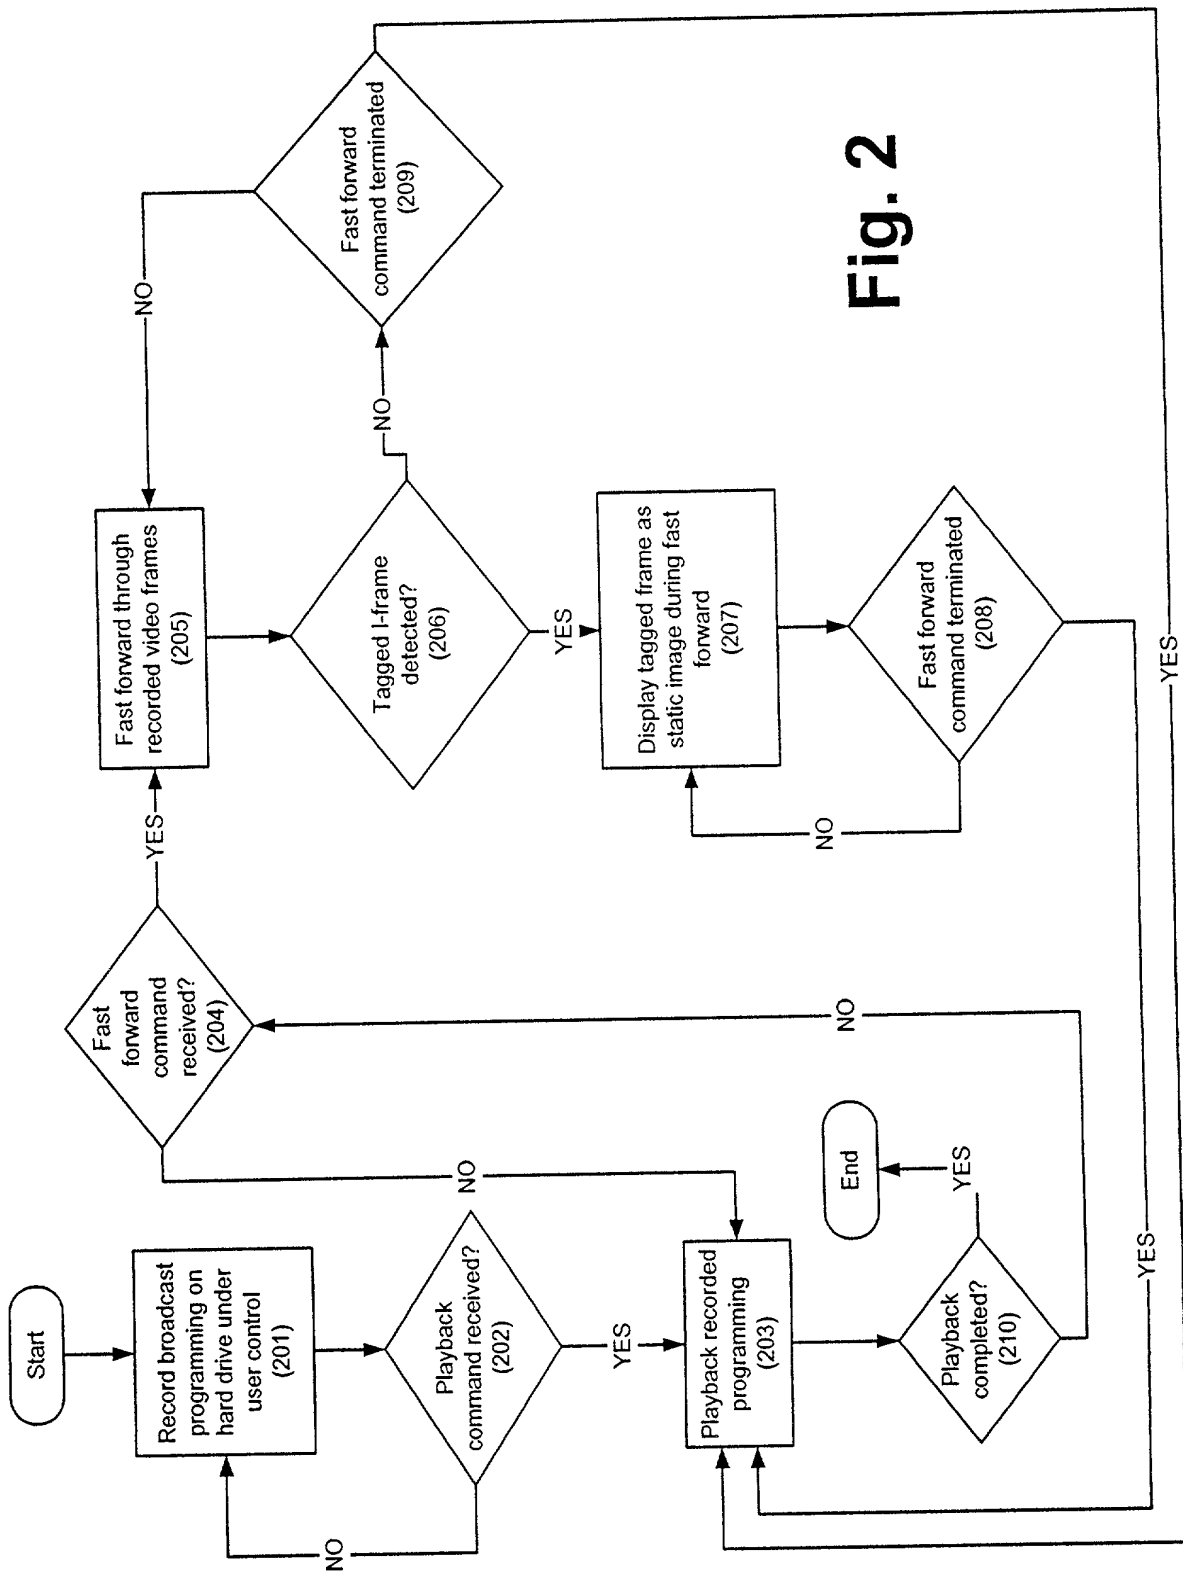 Start
Record broadcast
programming on
hard drive under
user control
(201)
NO
Playback
command received?
(202)
YES
Playback recorded
programming
(203)
Playback
completed?
(210)
YES
End
NO
Fast
forward
command
received?
(204)
NO
YES
Fast forward through
recorded video frames
(205)
Tagged I-frame
detected?
(206)
NO
YES
Display tagged frame as
static image during fast
forward
(207)
Fast forward
command terminated
(208)
NO
YES
Fast forward
command terminated
(209)
NO
YES
Fig. 2